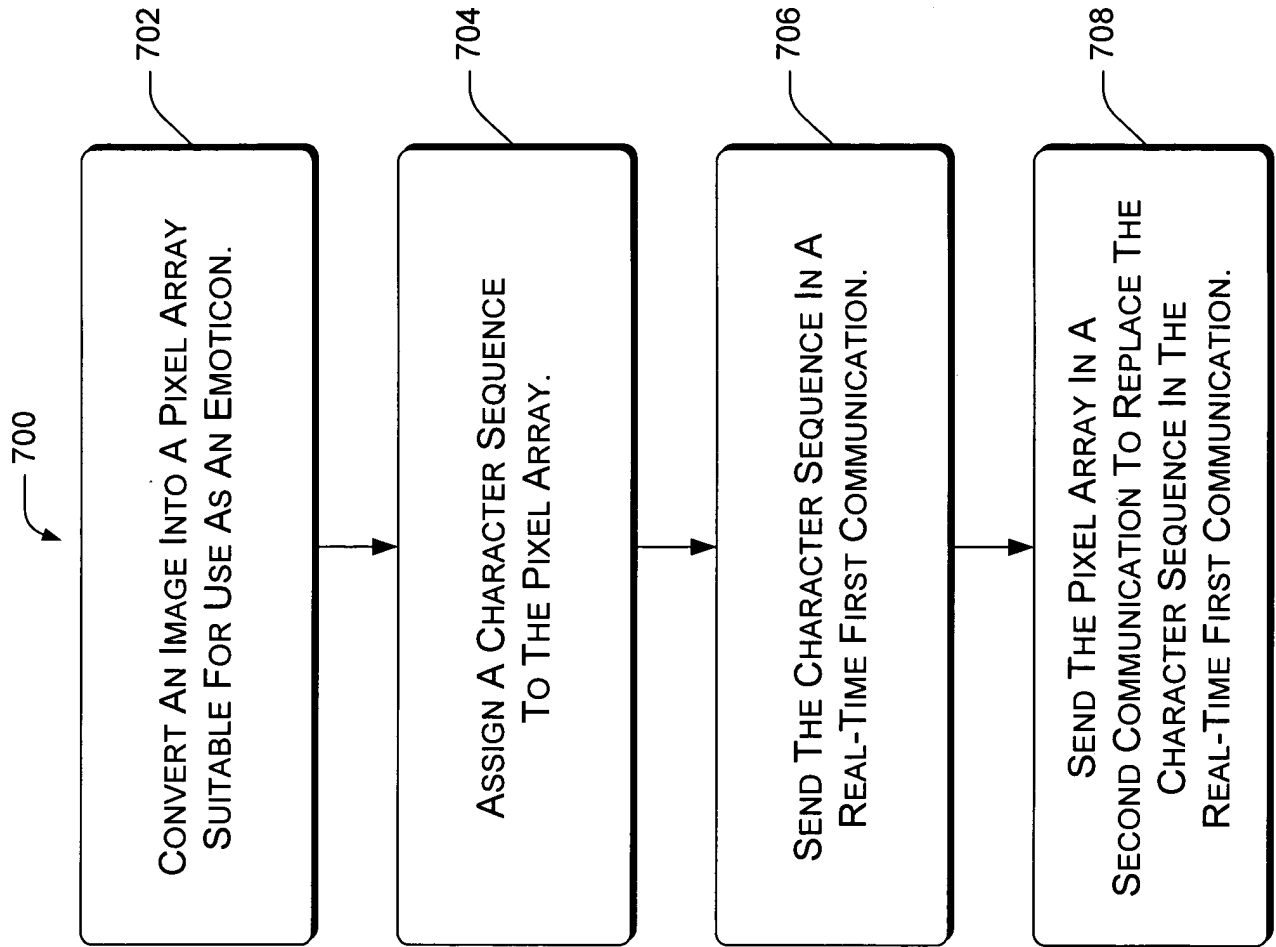 700
702
CONVERT AN IMAGE INTO A PIXEL ARRAY
SUITABLE FOR USE AS AN EMOTICON.
704
ASSIGN A CHARACTER SEQUENCE
TO THE PIXEL ARRAY.
706
SEND THE CHARACTER SEQUENCE IN A
REAL-TIME FIRST COMMUNICATION.
708
SEND THE PIXEL ARRAY IN A
SECOND COMMUNICATION TO REPLACE THE
CHARACTER SEQUENCE IN THE
REAL-TIME FIRST COMMUNICATION.